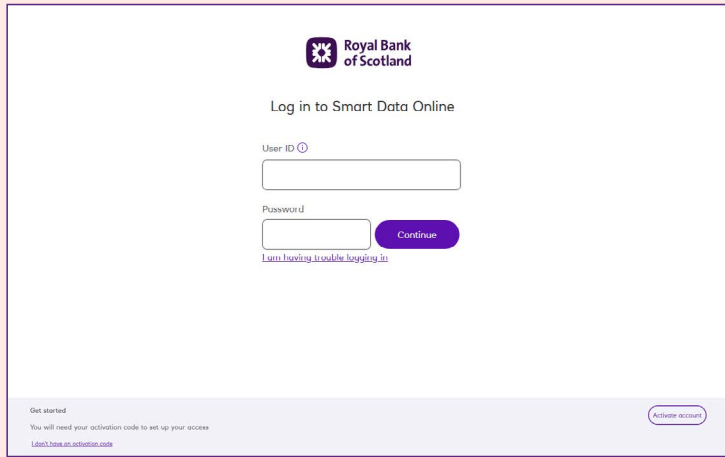 Royal Bank
of Scotland
Log in to Smart Data Online
User ID
Password
Continue
I am having trouble logging in
Get started
You will need your activation code to set up your access
I don't have an activation code
Activate account